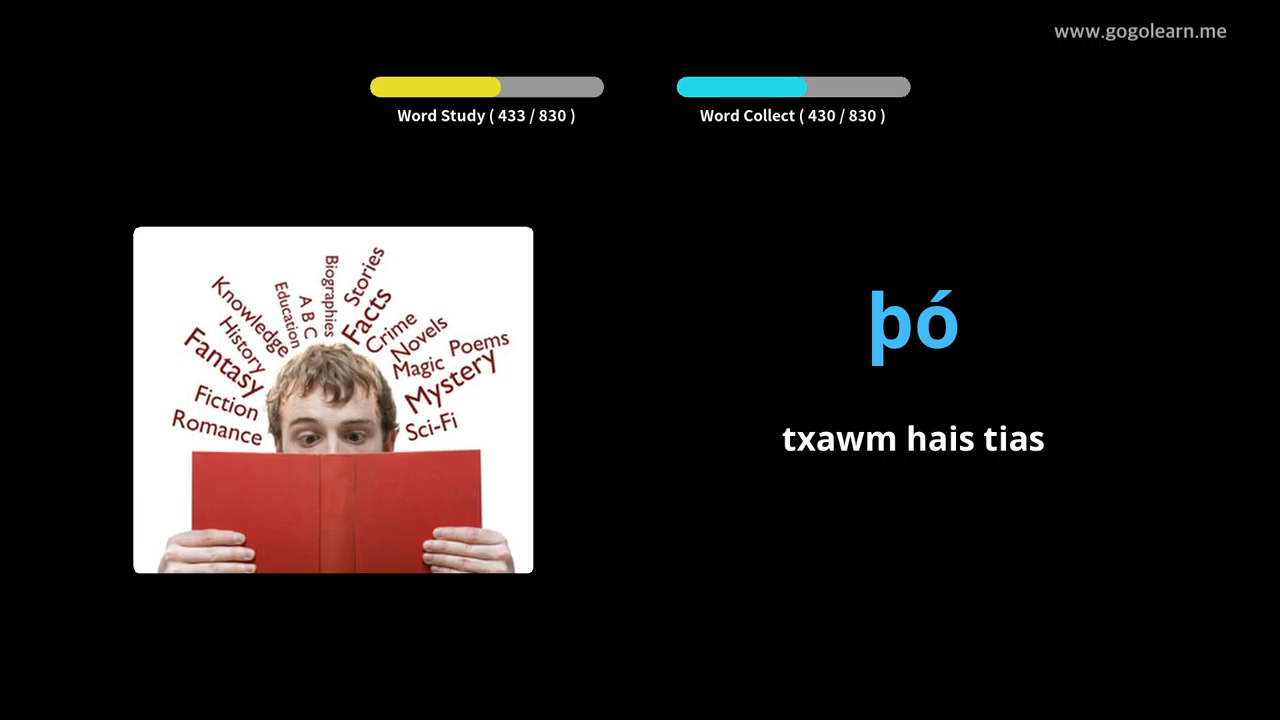 www.gogolearn.me
Word Study ( 433 / 830 )
Word Collect ( 430 / 830 )
Stories
Biographies
Facts
A B C
Education
Knowledge
History
Crime
Novels
Poems
Magic
Mystery
Fantasy
Fiction
Romance
Sci-Fi
þó
txawm hais tias